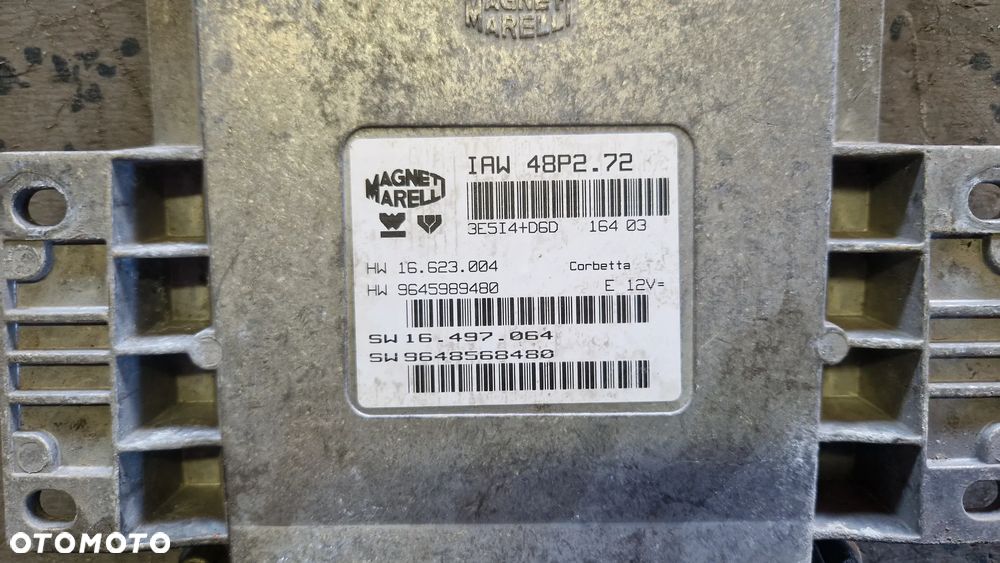 MAGNETI
MARELLI
IAW 48P2.72
MAGNETI
MARELLI
3E5I4+D6D 164 03
HW 16.623.004 Corbetta
HW 9645989480 E 12V=
SW 16.497.064
SW 9648568480
OTOMOTO